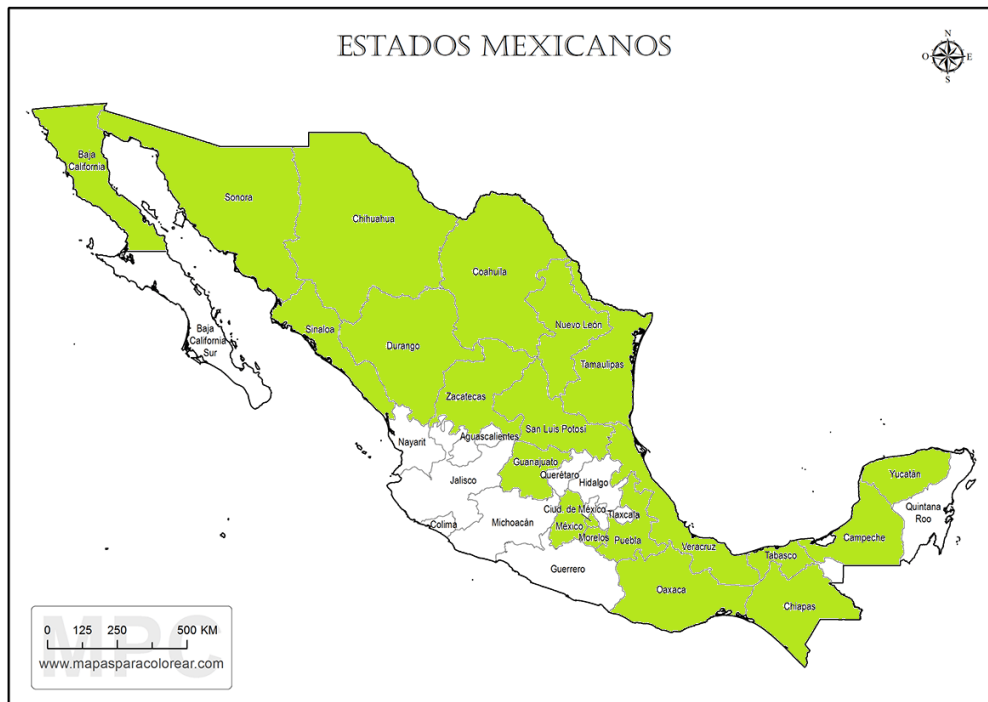 ESTADOS MEXICANOS
N
O
E
S
Baja
California
Sonora
Chihuahua
Coahuila
Nuevo León
Sinaloa
Baja
California
Sur
Durango
Tamaulipas
Zacatecas
San Luis Potosí
Nayarit
Aguascalientes
Guanajuato
Querétaro
Hidalgo
Jalisco
Yucatán
Quintana
Roo
Ciud. de México
Tlaxcala
Colima
Michoacán
México
Morelos
Puebla
Veracruz
Campeche
Tabasco
Guerrero
Oaxaca
Chiapas
MPC
0 125 250 500 KM
www.mapasparacolorear.com